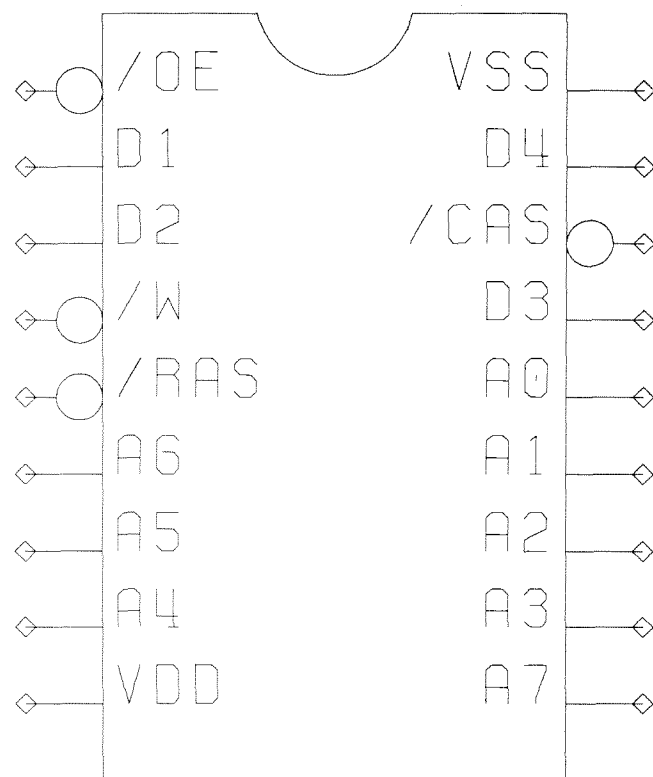 /OE VSS
D1 D4
D2 /CAS
/W D3
/RAS A0
A6 A1
A5 A2
A4 A3
VDD A7